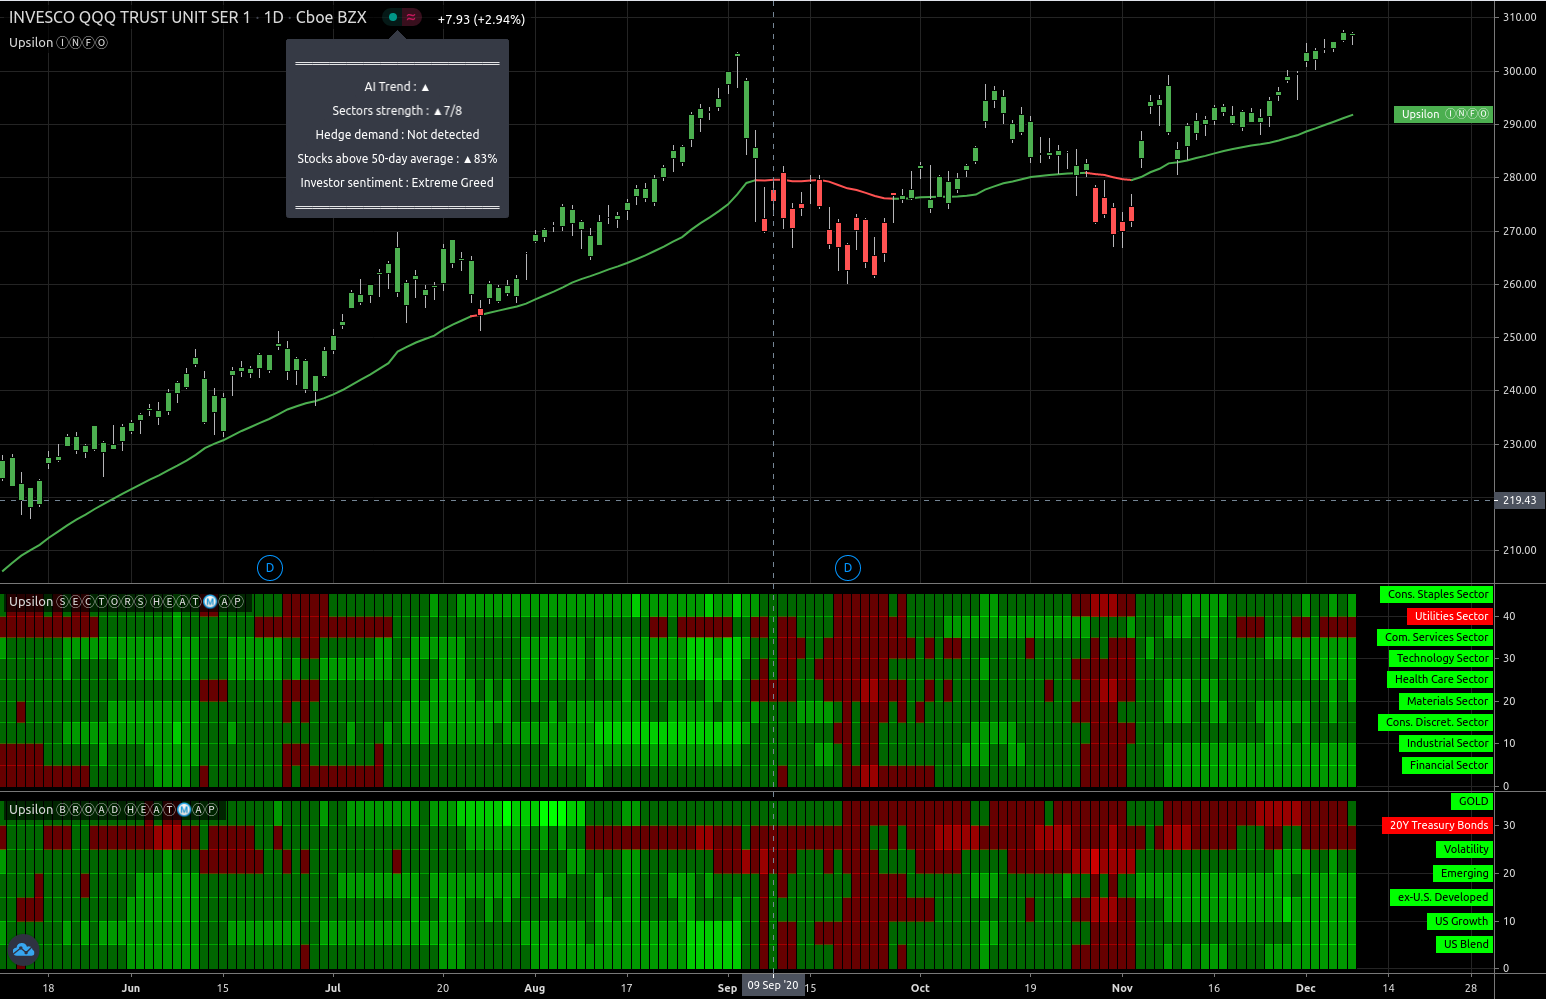 INVESCO QQQ TRUST UNIT SER 1 · 1D · Cboe BZX
+7.93 (+2.94%)
Upsilon ⒾⓃⒻⓄ
AI Trend : ▲
Sectors strength : ▲7/8
Hedge demand : Not detected
Stocks above 50-day average : ▲83%
Investor sentiment : Extreme Greed
310.00
300.00
290.00
280.00
270.00
260.00
250.00
240.00
230.00
219.43
210.00
Upsilon ⒾⓃⒻⓄ
D
D
Upsilon ⓈⒺⒸⓉⓄⓇⓈ ⒽⒺⒶⓉⓂⒶⓅ
Cons. Staples Sector
Utilities Sector
Com. Services Sector
Technology Sector
Health Care Sector
Materials Sector
Cons. Discret. Sector
Industrial Sector
Financial Sector
40
30
20
10
0
Upsilon ⒷⓇⓄⒶⒹ ⒽⒺⒶⓉⓂⒶⓅ
GOLD
20Y Treasury Bonds
Volatility
Emerging
ex-U.S. Developed
US Growth
US Blend
30
20
10
0
18 Jun 15 Jul 20 Aug 17 Sep 09 Sep '20 15 Oct 19 Nov 16 Dec 14 28